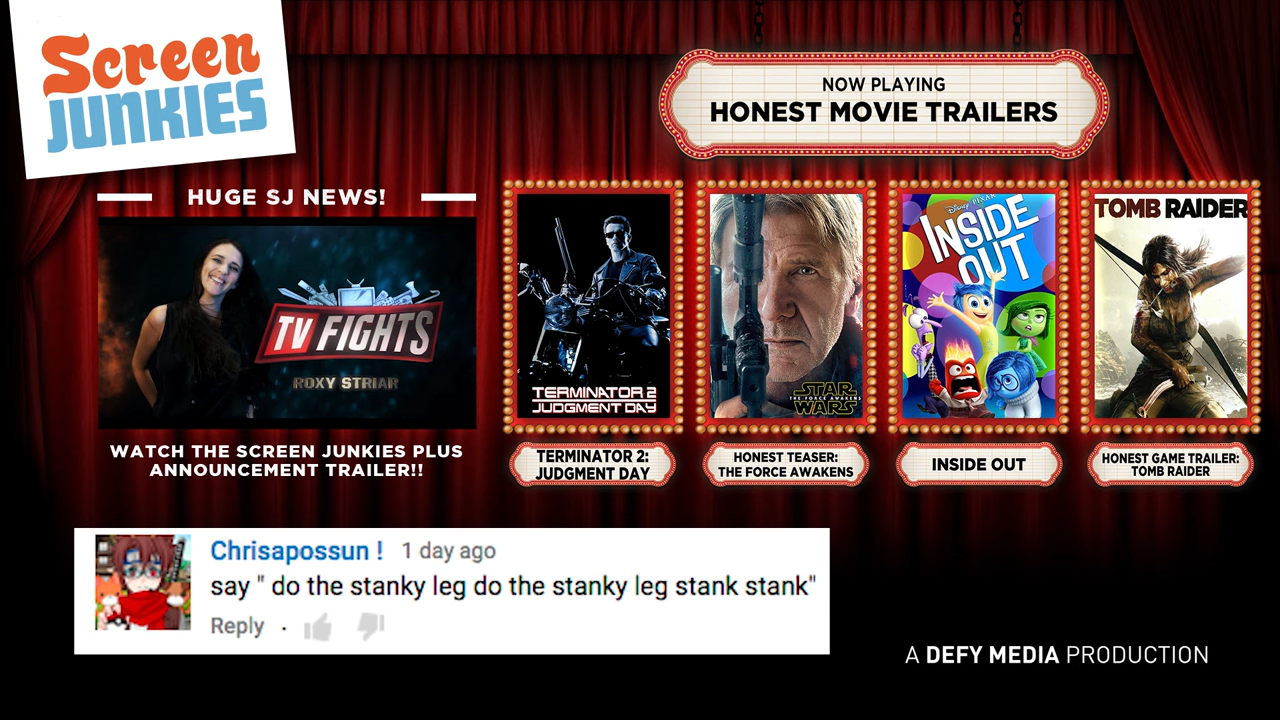 Screen
JUNKIES
NOW PLAYING
HONEST MOVIE TRAILERS
HUGE SJ NEWS!
TV FIGHTS
ROXY STRIAR
WATCH THE SCREEN JUNKIES PLUS
ANNOUNCEMENT TRAILER!!
TERMINATOR 2
JUDGMENT DAY
TERMINATOR 2:
JUDGMENT DAY
STAR
THE FORCE AWAKENS
WARS
HONEST TEASER:
THE FORCE AWAKENS
Disney PIXAR
INSIDE
OUT
INSIDE OUT
TOMB RAIDER
HONEST GAME TRAILER:
TOMB RAIDER
Chrisapossun ! 1 day ago
say " do the stanky leg do the stanky leg stank stank"
Reply ·
A DEFY MEDIA PRODUCTION